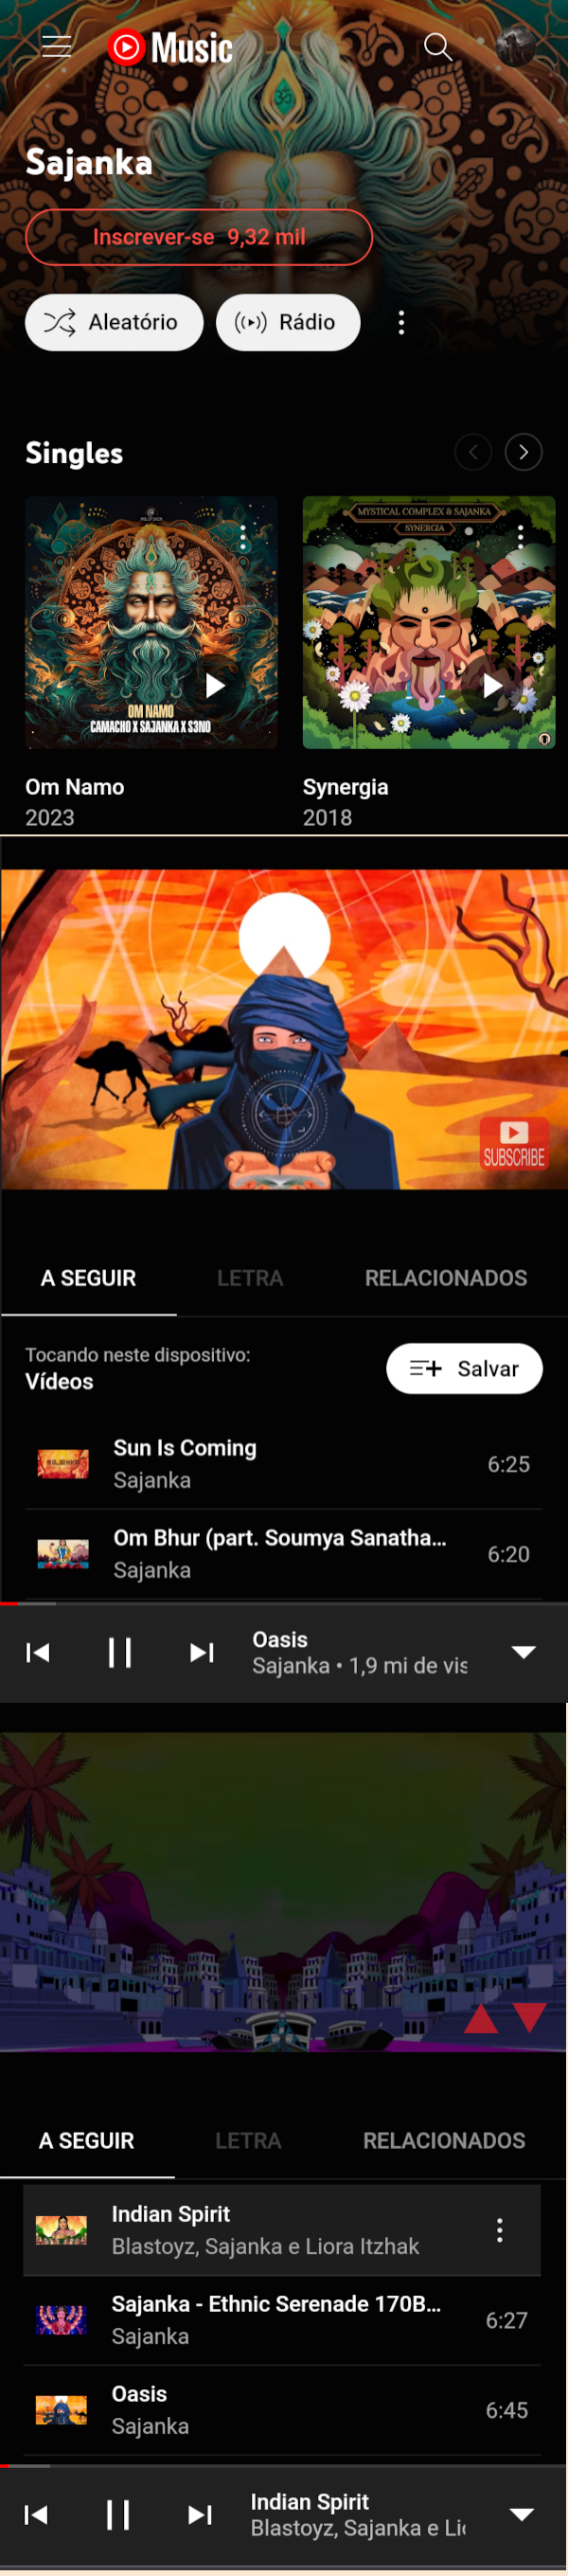 Music
Sajanka
Inscrever-se 9,32 mil
Aleatório
Rádio
Singles
OM NAMO
CAMACHO X SAJANKA X S3NO
MYSTICAL COMPLEX & SAJANKA
SYNERGIA
Om Namo
2023
Synergia
2018
SUBSCRIBE
A SEGUIR
LETRA
RELACIONADOS
Tocando neste dispositivo:
Vídeos
Salvar
SAJANKA
Sun Is Coming
Sajanka
6:25
Om Bhur (part. Soumya Sanatha...
Sajanka
6:20
Oasis
Sajanka • 1,9 mi de vis
A SEGUIR
LETRA
RELACIONADOS
Indian Spirit
Blastoyz, Sajanka e Liora Itzhak
Sajanka - Ethnic Serenade 170B...
Sajanka
6:27
Oasis
Sajanka
6:45
Indian Spirit
Blastoyz, Sajanka e Lio